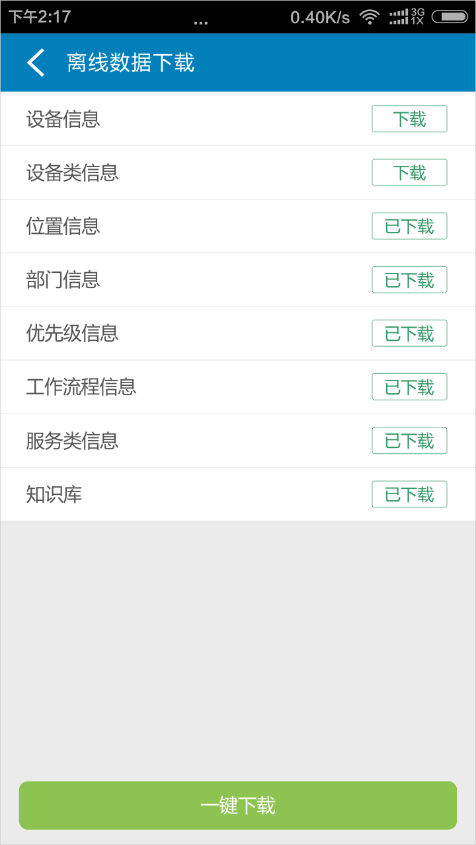 下午2:17 ... 0.40K/s 3G 1X
离线数据下载
设备信息 下载
设备类信息 下载
位置信息 已下载
部门信息 已下载
优先级信息 已下载
工作流程信息 已下载
服务类信息 已下载
知识库 已下载
一键下载